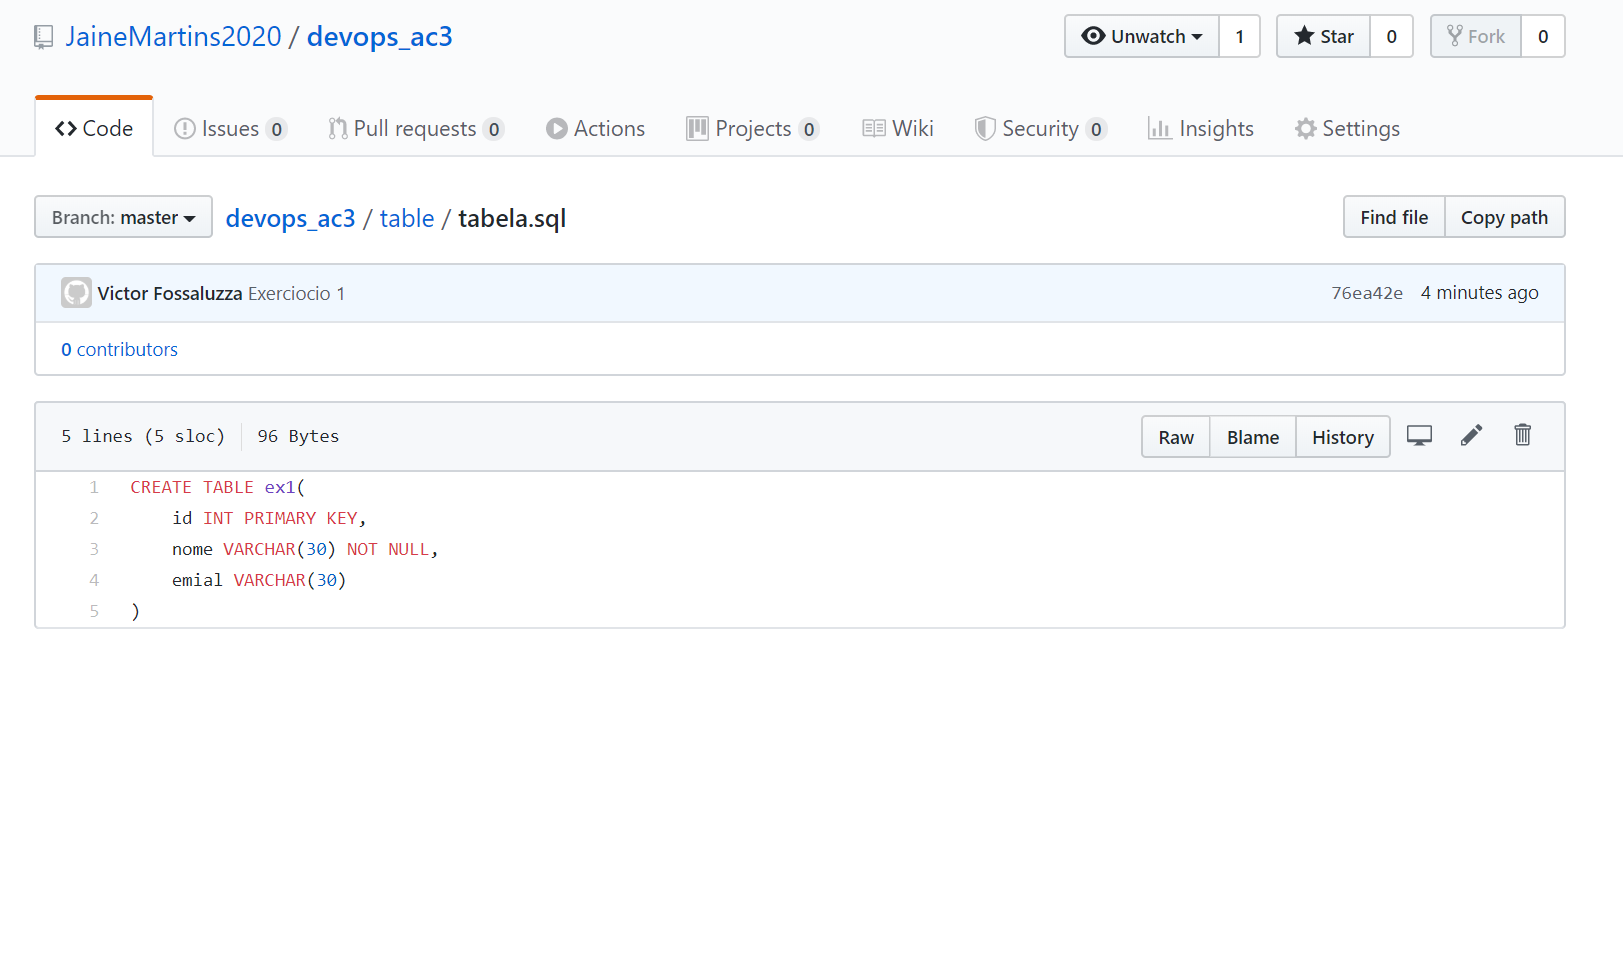 JaineMartins2020 / devops_ac3
Unwatch 1 Star 0 Fork 0
Code Issues 0 Pull requests 0 Actions Projects 0 Wiki Security 0 Insights Settings
Branch: master devops_ac3 / table / tabela.sql Find file Copy path
Victor Fossaluzza Exerciocio 1 76ea42e 4 minutes ago
0 contributors
5 lines (5 sloc) 96 Bytes Raw Blame History
1 CREATE TABLE ex1(
2 id INT PRIMARY KEY,
3 nome VARCHAR(30) NOT NULL,
4 emial VARCHAR(30)
5 )